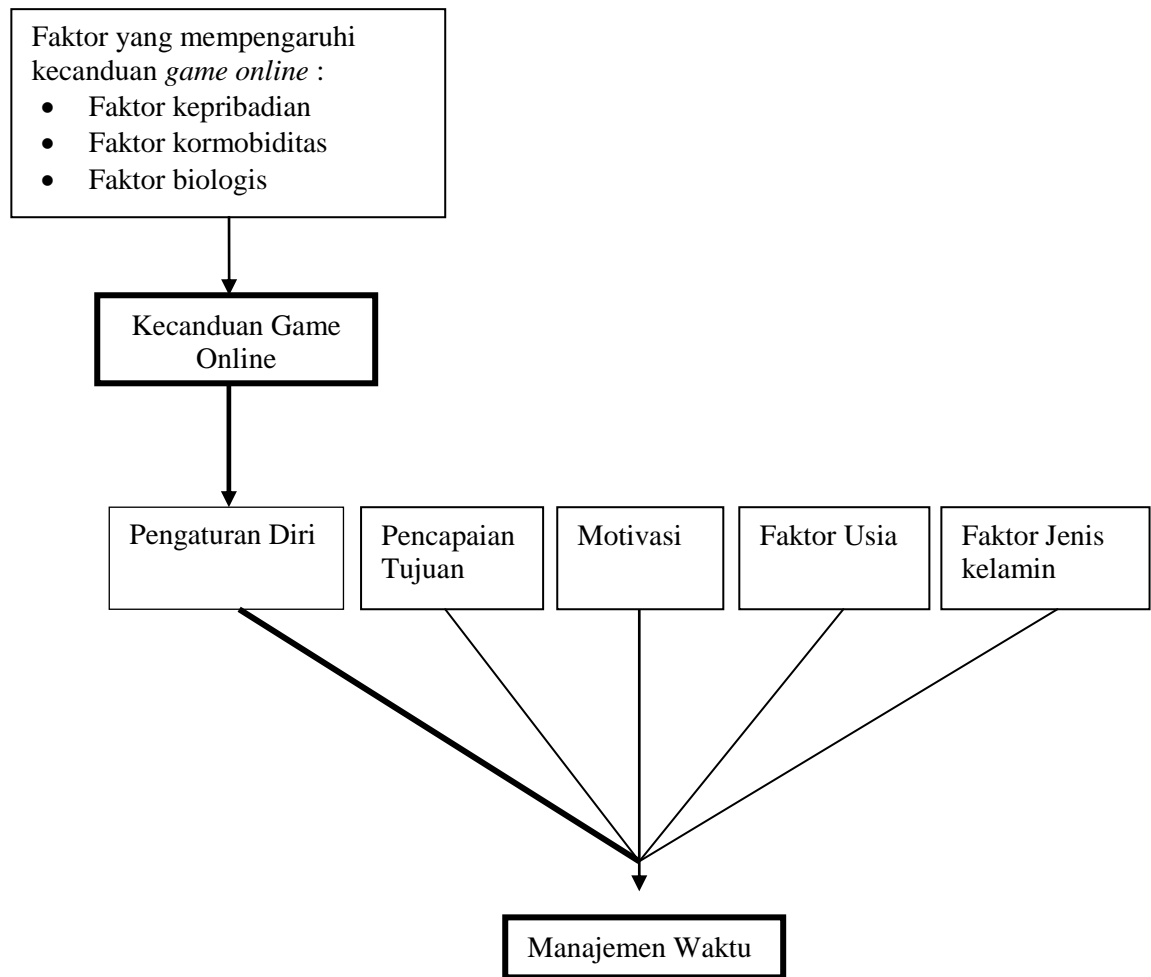 Faktor yang mempengaruhi
kecanduan game online :
• Faktor kepribadian
• Faktor kormobiditas
• Faktor biologis
Kecanduan Game
Online
Pengaturan Diri
Pencapaian
Tujuan
Motivasi
Faktor Usia
Faktor Jenis
kelamin
Manajemen Waktu